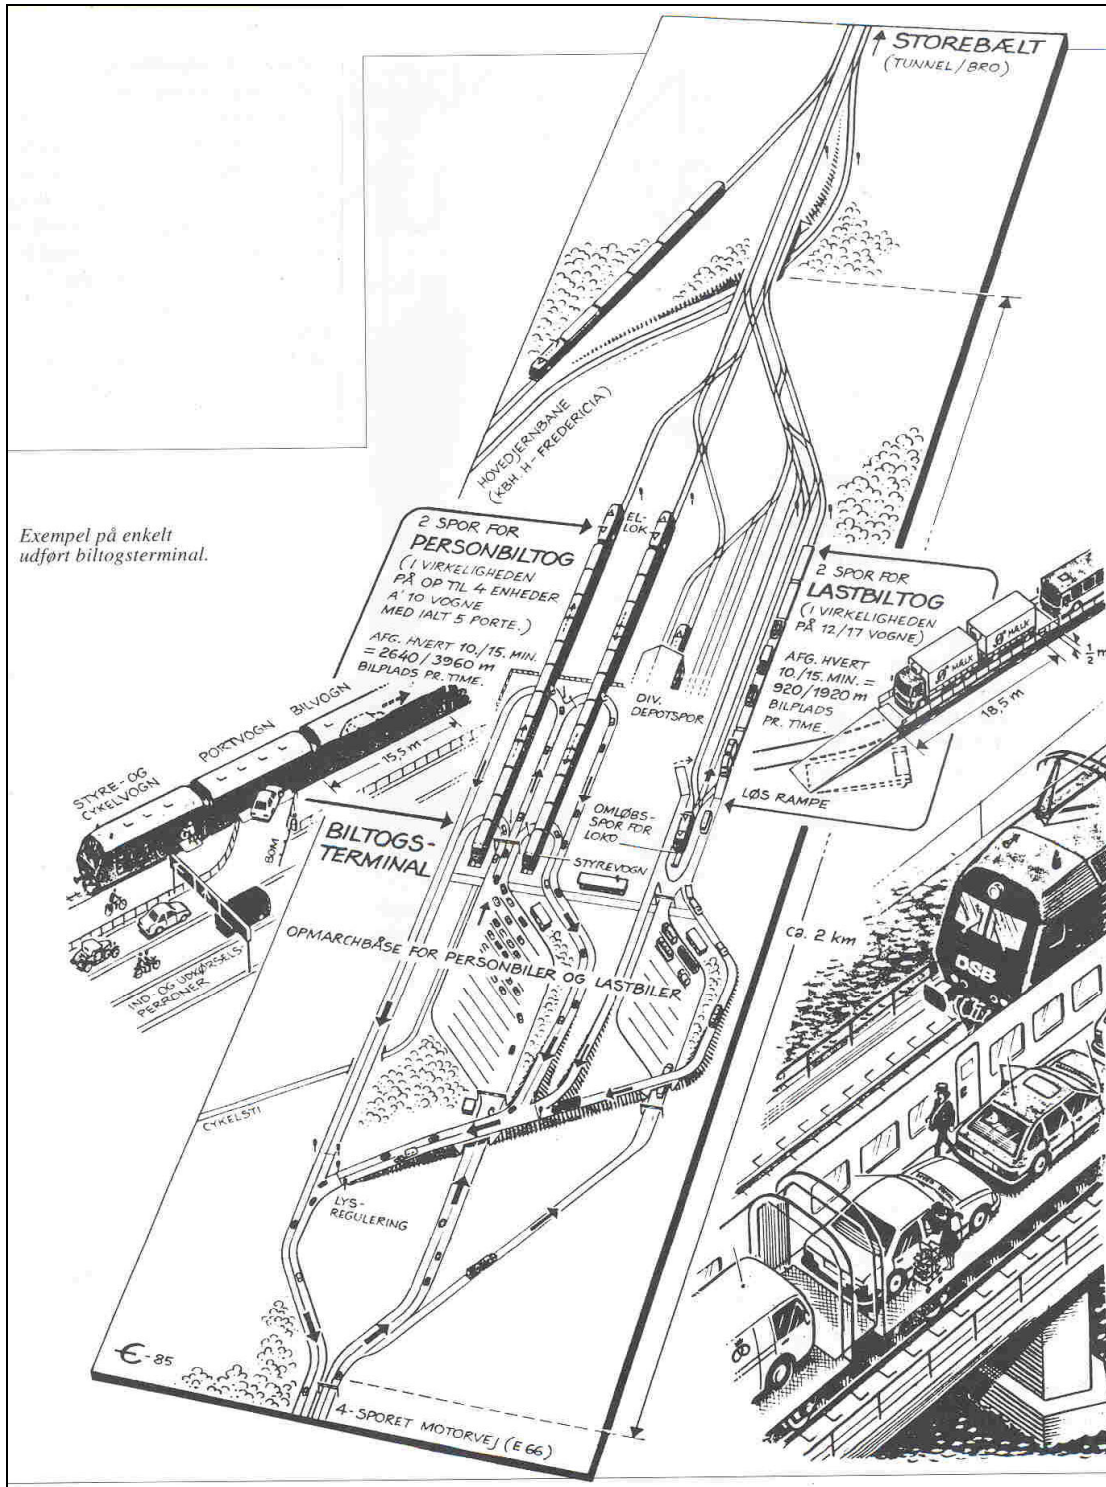 STOREBÆLT
(TUNNEL/BRO)
HOVEDJERNBANE
(KBH. H - FREDERICIA)
Exempel på enkelt
udført biltogsterminal.
2 SPOR FOR
PERSONBILTOG
(I VIRKELIGHEDEN
PÅ OP TIL 4 ENHEDER
A' 10 VOGNE
MED IALT 5 PORTE.)
AFG. HVERT 10./15. MIN.
= 2640/3960 m
BILPLADS PR. TIME.
EL-
LOK
2 SPOR FOR
LASTBILTOG
(I VIRKELIGHEDEN
PÅ 12/17 VOGNE)
AFG. HVERT
10./15. MIN. =
920/1920 m
BILPLADS
PR. TIME.
MÆLK
MÆLK
1/2 m
18,5 m
LØS RAMPE
DIV.
DEPOTSPOR
STYRE- OG
CYKELVOGN
PORTVOGN
BILVOGN
15,5 m
BOM
IND- OG UDKØRSELS-
PERRONER
BILTOGS-
TERMINAL
OMLØBS-
SPOR FOR
LOKO
STYREVOGN
OPMARCHBÅSE FOR PERSONBILER OG LASTBILER
ca. 2 km
DSB
CYKELSTI
LYS-
REGULERING
€-85
4-SPORET MOTORVEJ (E66)